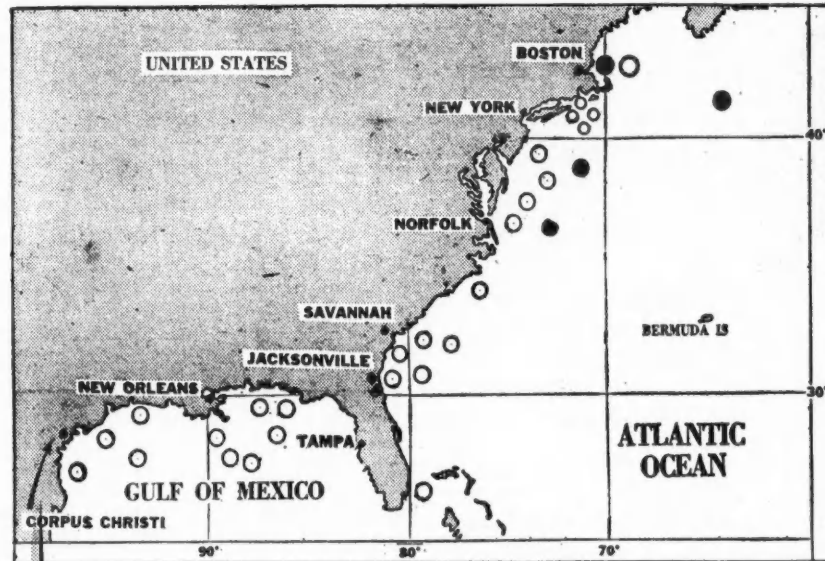 BOSTON
UNITED STATES
NEW YORK
40°
NORFOLK
SAVANNAH
BERMUDA IS
JACKSONVILLE
NEW ORLEANS
30°
TAMPA
ATLANTIC
OCEAN
GULF OF MEXICO
CORPUS CHRISTI
90°
80°
70°